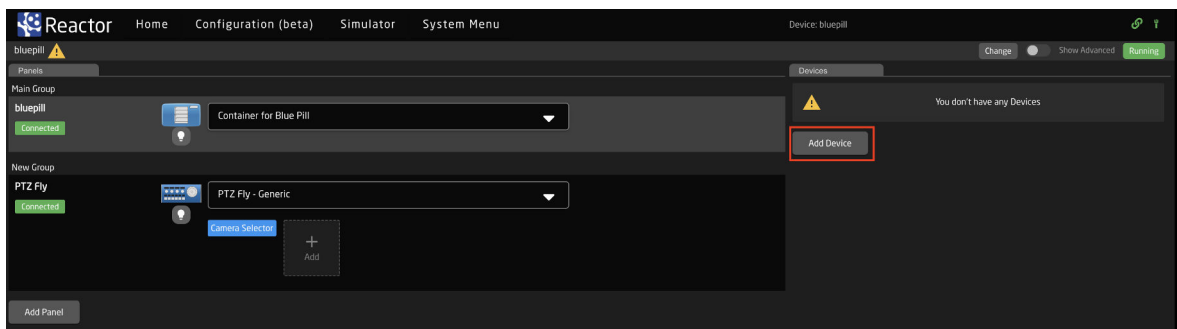 Reactor Home Configuration (beta) Simulator System Menu Device: bluepill
bluepill Change Show Advanced Running
Panels Devices
Main Group
bluepill
Connected
Container for Blue Pill
You don't have any Devices
Add Device
New Group
PTZ Fly
Connected
PTZ Fly - Generic
Camera Selector
+
Add
Add Panel